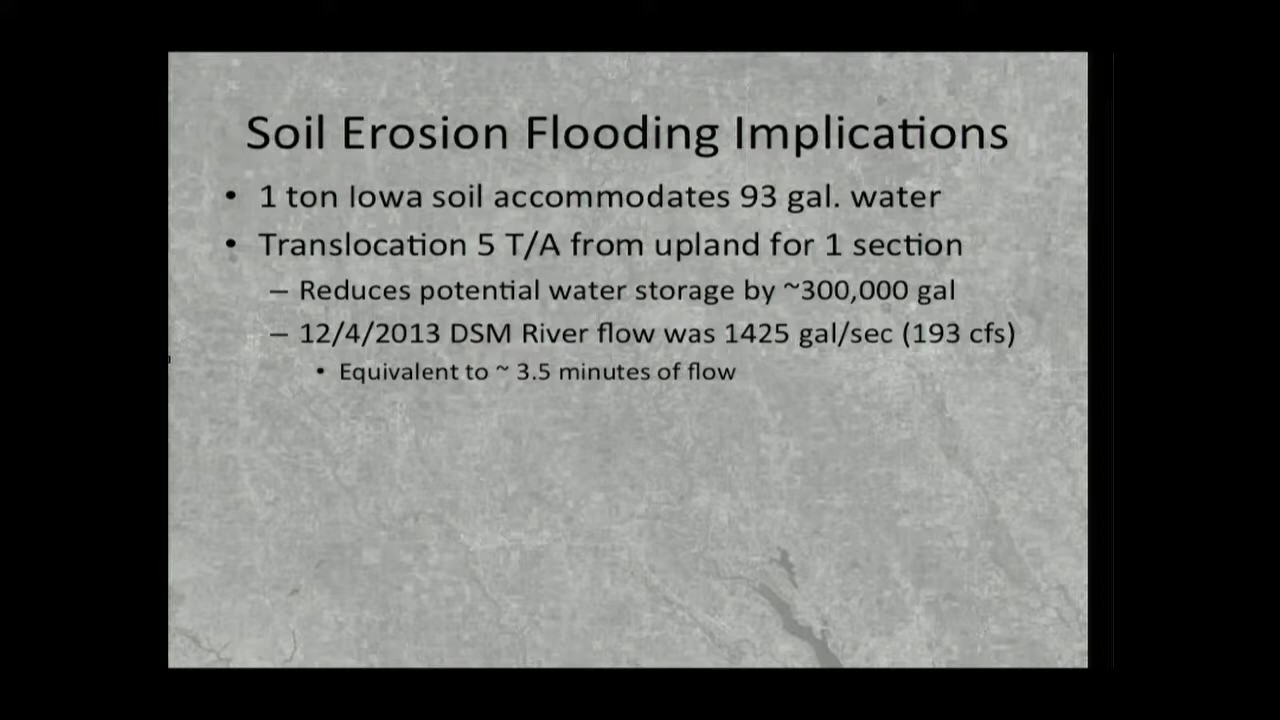 Soil Erosion Flooding Implications
• 1 ton Iowa soil accommodates 93 gal. water
• Translocation 5 T/A from upland for 1 section
– Reduces potential water storage by ~300,000 gal
– 12/4/2013 DSM River flow was 1425 gal/sec (193 cfs)
• Equivalent to ~ 3.5 minutes of flow